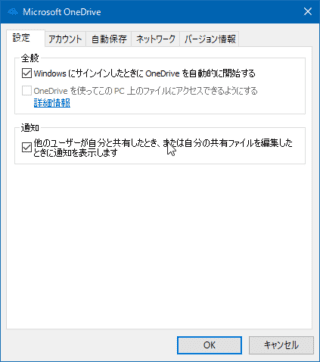 Microsoft OneDrive
設定 アカウント 自動保存 ネットワーク バージョン情報
全般
Windows にサインインしたときに OneDrive を自動的に開始する
OneDrive を使ってこの PC 上のファイルにアクセスできるようにする
詳細情報
通知
他のユーザーが自分と共有したとき、または自分の共有ファイルを編集した
ときに通知を表示します
OK キャンセル